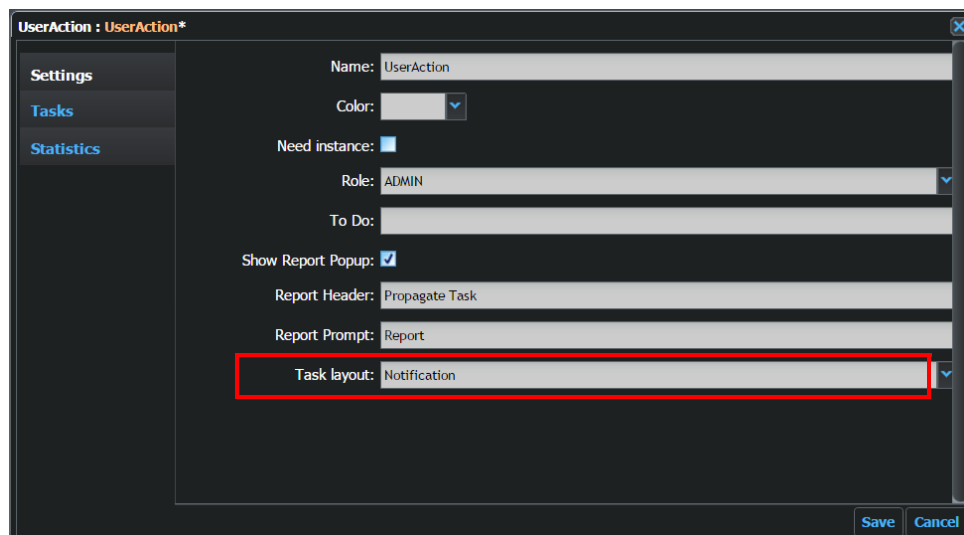 UserAction : UserAction*
Settings
Tasks
Statistics
Name: UserAction
Color:
Need instance:
Role: ADMIN
To Do:
Show Report Popup:
Report Header: Propagate Task
Report Prompt: Report
Task layout: Notification
Save Cancel